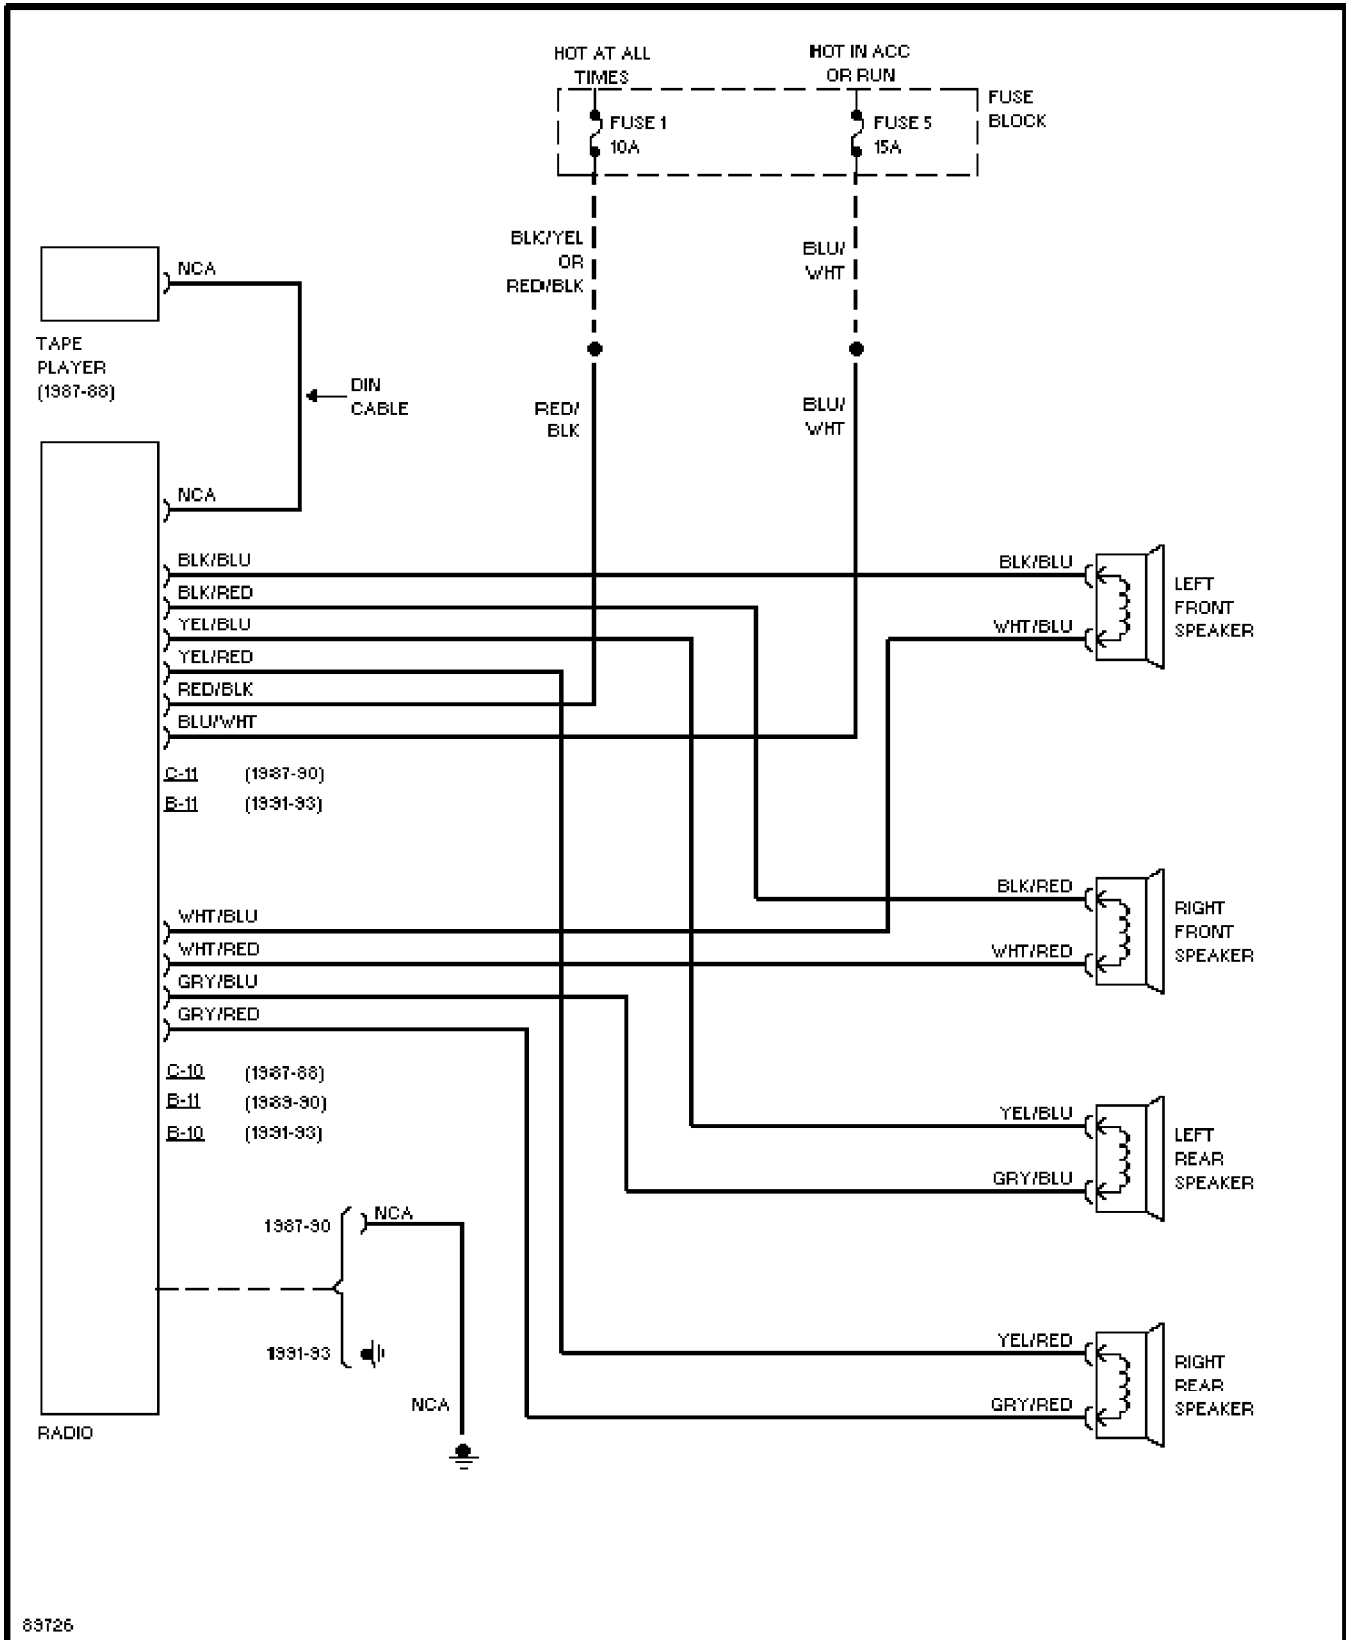 HOT AT ALL
TIMES
HOT IN ACC
OR RUN
FUSE
BLOCK
FUSE 1
10A
FUSE 5
15A
BLK/YEL
OR
RED/BLK
BLU/
WHT
NCA
TAPE
PLAYER
(1987-88)
DIN
CABLE
RED/
BLK
BLU/
WHT
NCA
BLK/BLU
BLK/RED
YEL/BLU
YEL/RED
RED/BLK
BLU/WHT
C-11 (1987-90)
B-11 (1991-93)
BLK/BLU
WHT/BLU
LEFT
FRONT
SPEAKER
WHT/BLU
WHT/RED
GRY/BLU
GRY/RED
C-10 (1987-88)
B-11 (1989-90)
B-10 (1991-93)
BLK/RED
WHT/RED
RIGHT
FRONT
SPEAKER
YEL/BLU
GRY/BLU
LEFT
REAR
SPEAKER
1987-90
NCA
1991-93
NCA
YEL/RED
GRY/RED
RIGHT
REAR
SPEAKER
RADIO
89726